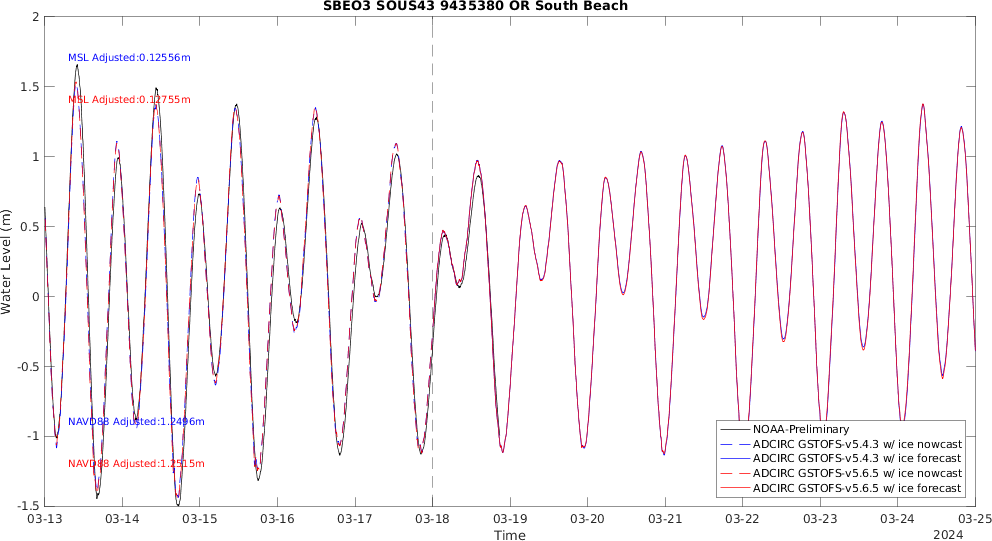 SBEO3 SOUS43 9435380 OR South Beach
2
1.5
1
0.5
0
-0.5
-1
-1.5
Water Level (m)
MSL Adjusted:0.12556m
MSL Adjusted:0.12755m
NAVD88 Adjusted:1.2496m
NAVD88 Adjusted:1.2515m
NOAA-Preliminary
ADCIRC GSTOFS-v5.4.3 w/ ice nowcast
ADCIRC GSTOFS-v5.4.3 w/ ice forecast
ADCIRC GSTOFS-v5.6.5 w/ ice nowcast
ADCIRC GSTOFS-v5.6.5 w/ ice forecast
03-13 03-14 03-15 03-16 03-17 03-18 03-19 03-20 03-21 03-22 03-23 03-24 03-25
Time
2024